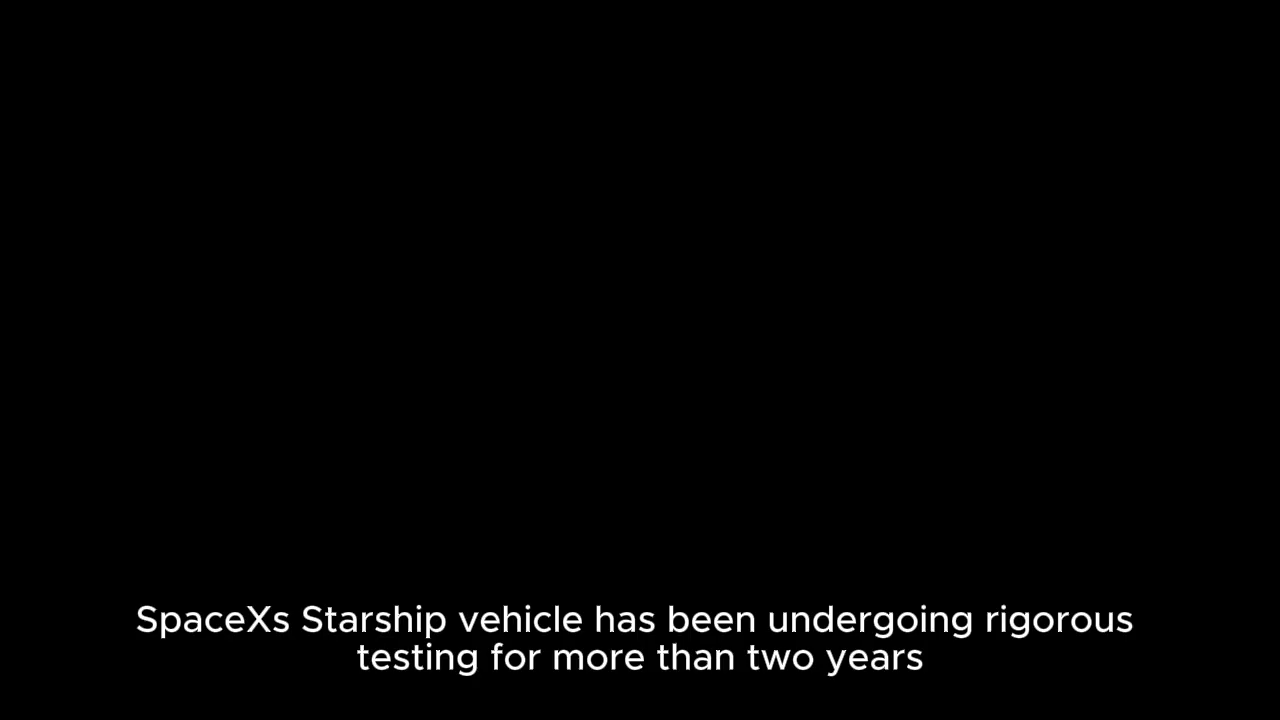 SpaceXs Starship vehicle has been undergoing rigorous
testing for more than two years